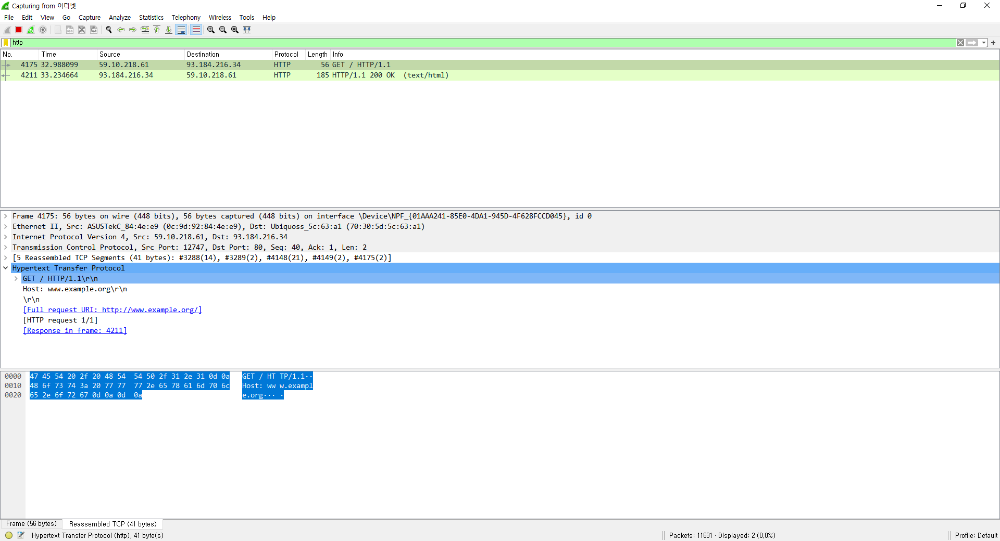 Capturing from 이더넷
File Edit View Go Capture Analyze Statistics Telephony Wireless Tools Help
http
No. Time Source Destination Protocol Length Info
4175 32.988099 59.10.218.61 93.184.216.34 HTTP 56 GET / HTTP/1.1
4211 33.234664 93.184.216.34 59.10.218.61 HTTP 185 HTTP/1.1 200 OK (text/html)
Frame 4175: 56 bytes on wire (448 bits), 56 bytes captured (448 bits) on interface \Device\NPF_{01AAA241-85E0-4DA1-945D-4F628FCCD045}, id 0
Ethernet II, Src: ASUSTekC_84:4e:e9 (0c:9d:92:84:4e:e9), Dst: Ubiquoss_5c:63:a1 (70:30:5d:5c:63:a1)
Internet Protocol Version 4, Src: 59.10.218.61, Dst: 93.184.216.34
Transmission Control Protocol, Src Port: 12747, Dst Port: 80, Seq: 40, Ack: 1, Len: 2
[5 Reassembled TCP Segments (41 bytes): #3288(14), #3289(2), #4148(21), #4149(2), #4175(2)]
Hypertext Transfer Protocol
GET / HTTP/1.1\r\n
Host: www.example.org\r\n
\r\n
[Full request URI: http://www.example.org/]
[HTTP request 1/1]
[Response in frame: 4211]
0000 47 45 54 20 2f 20 48 54 54 50 2f 31 2e 31 0d 0a GET / HT TP/1.1··
0010 48 6f 73 74 3a 20 77 77 77 2e 65 78 61 6d 70 6c Host: ww w.exampl
0020 65 2e 6f 72 67 0d 0a 0d 0a e.org··· ·
Frame (56 bytes) Reassembled TCP (41 bytes)
Hypertext Transfer Protocol (http), 41 byte(s) Packets: 11631 · Displayed: 2 (0,0%) Profile: Default